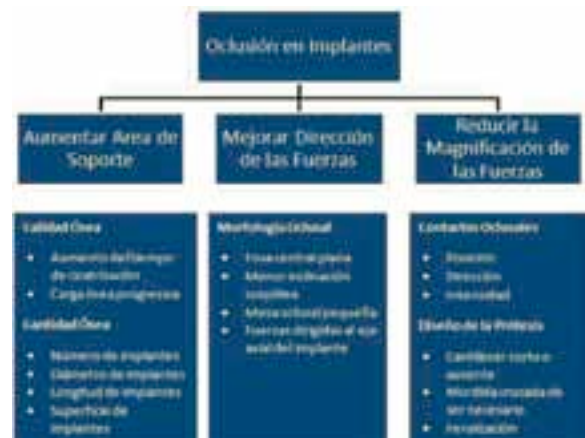 Oclusión en Implantes
Aumentar Area de
Soporte
Mejorar Dirección
de las Fuerzas
Reducir la
Magnificación de
las Fuerzas
Calidad Ósea
• Aumento del tiempo
de cicatrización
• Carga ósea progresiva
Cantidad Ósea
• Número de implantes
• Diámetro de implantes
• Longitud de implantes
• Superficie de
implantes
Morfología Oclusal
• Fosa central plana
• Menor inclinación
cuspídea
• Mesa oclusal pequeña
• Fuerzas dirigidas al eje
axial del implante
Contactos Oclusales
• Posición
• Dirección
• Intensidad
Diseño de la Prótesis
• Cantilever corto o
ausente
• Mordida cruzada de
ser necesario
• Ferulización